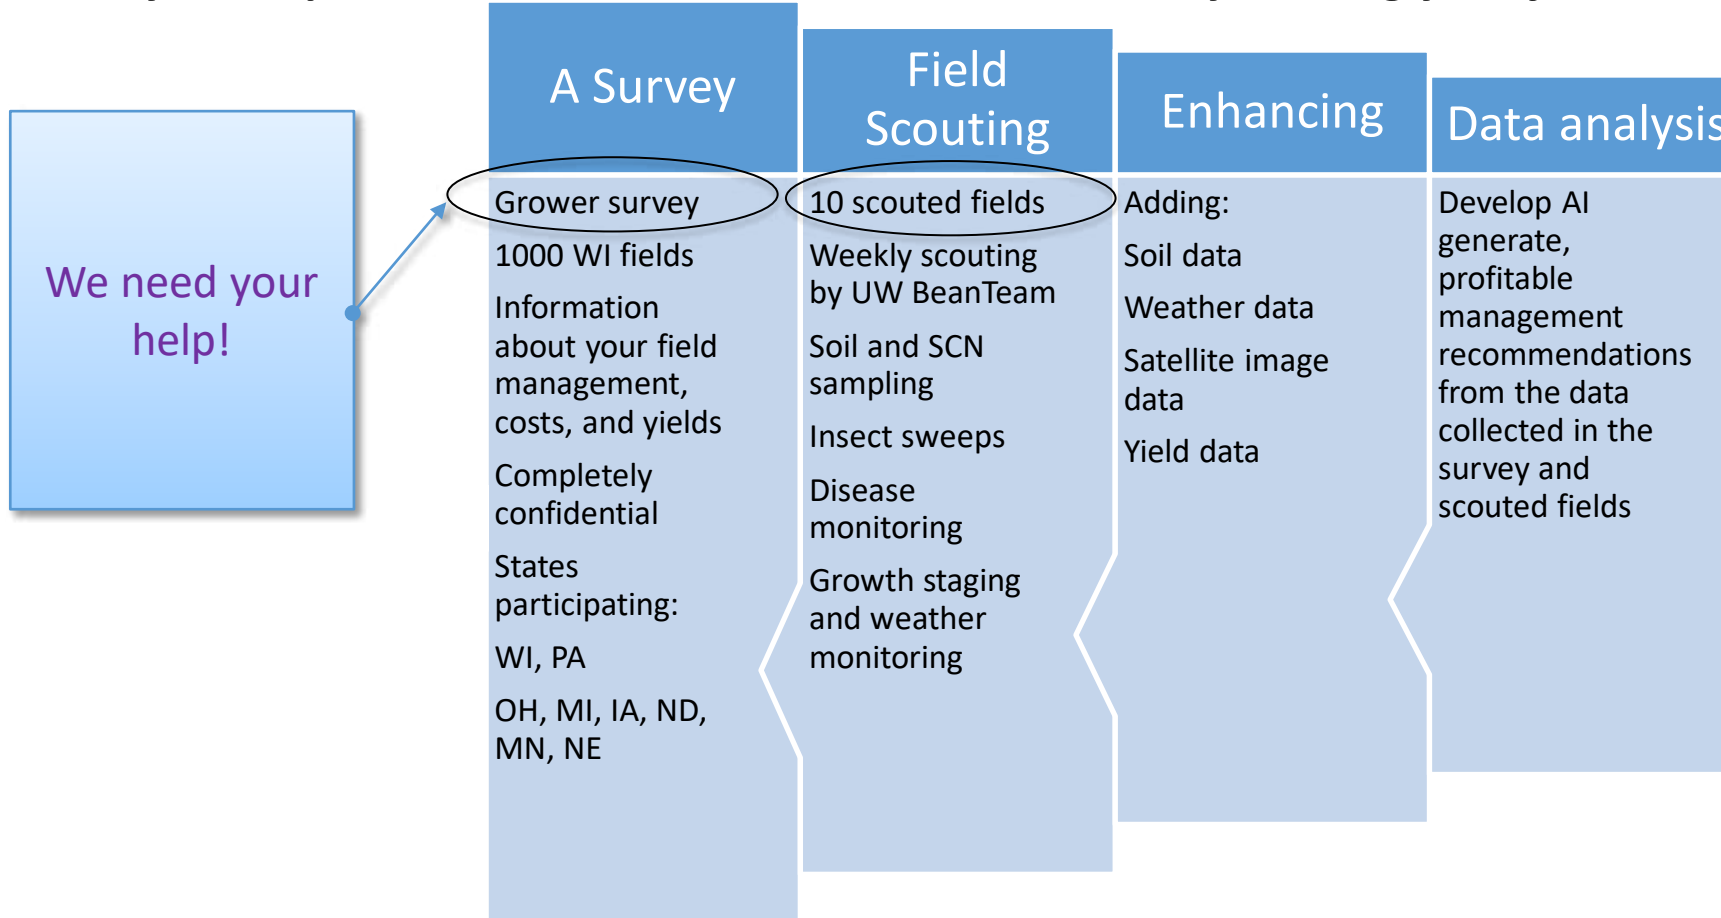 We need your
help!
A Survey
Grower survey
1000 WI fields
Information
about your field
management,
costs, and yields
Completely
confidential
States
participating:
WI, PA
OH, MI, IA, ND,
MN, NE
Field
Scouting
10 scouted fields
Weekly scouting
by UW BeanTeam
Soil and SCN
sampling
Insect sweeps
Disease
monitoring
Growth staging
and weather
monitoring
Enhancing
Adding:
Soil data
Weather data
Satellite image
data
Yield data
Data analysis
Develop AI
generate,
profitable
management
recommendations
from the data
collected in the
survey and
scouted fields